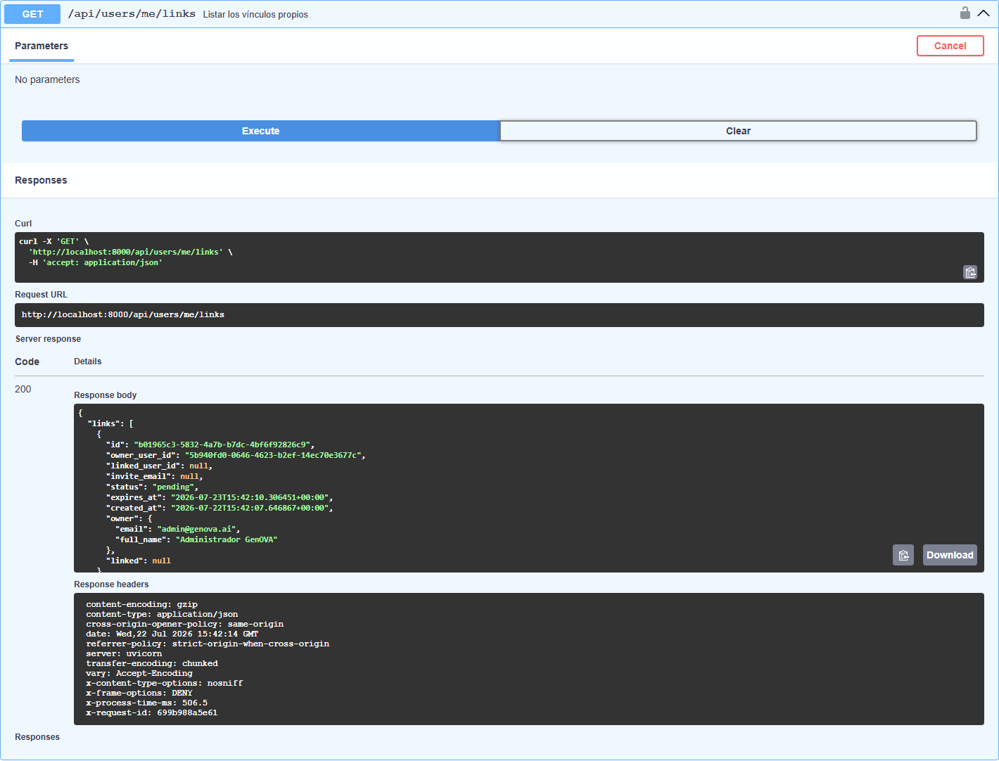 GET /api/users/me/links Listar los vínculos propios
Parameters
Cancel
No parameters
Execute
Clear
Responses
Curl
curl -X 'GET' \
'http://localhost:8000/api/users/me/links' \
-H 'accept: application/json'
Request URL
http://localhost:8000/api/users/me/links
Server response
Code Details
200
Response body
{
"links": [
{
"id": "b01965c3-5832-4a7b-b7dc-4bf6f92826c9",
"owner_user_id": "5b940fd0-0646-4623-b2ef-14ec70e3677c",
"linked_user_id": null,
"invite_email": null,
"status": "pending",
"expires_at": "2026-07-23T15:42:10.306451+00:00",
"created_at": "2026-07-22T15:42:07.646867+00:00",
"owner": {
"email": "admin@genova.ai",
"full_name": "Administrador GenOVA"
},
"linked": null
}
Download
Response headers
content-encoding: gzip
content-type: application/json
cross-origin-opener-policy: same-origin
date: Wed,22 Jul 2026 15:42:14 GMT
referrer-policy: strict-origin-when-cross-origin
server: uvicorn
transfer-encoding: chunked
vary: Accept-Encoding
x-content-type-options: nosniff
x-frame-options: DENY
x-process-time-ms: 506.5
x-request-id: 699b988a5e61
Responses